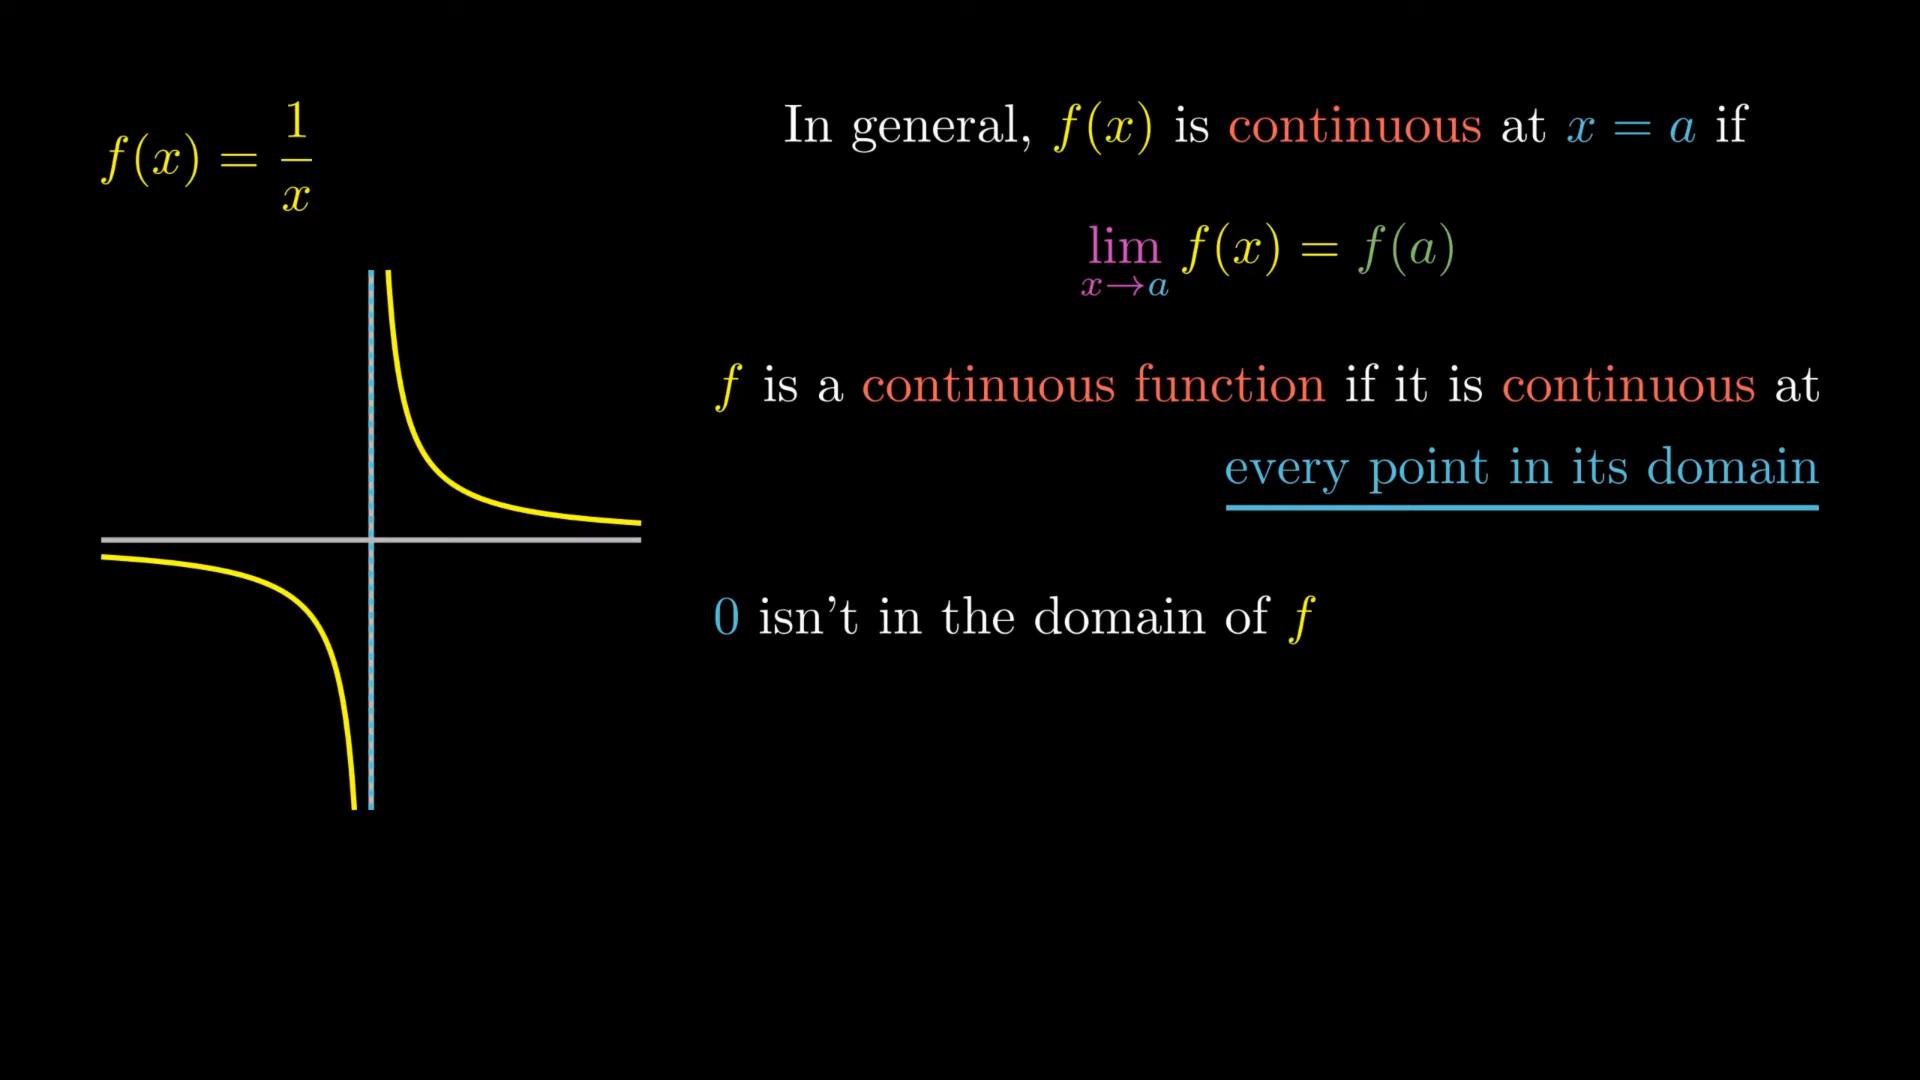 f(x) = 1/x
In general, f(x) is continuous at x = a if
lim x→a f(x) = f(a)
f is a continuous function if it is continuous at
every point in its domain
0 isn't in the domain of f